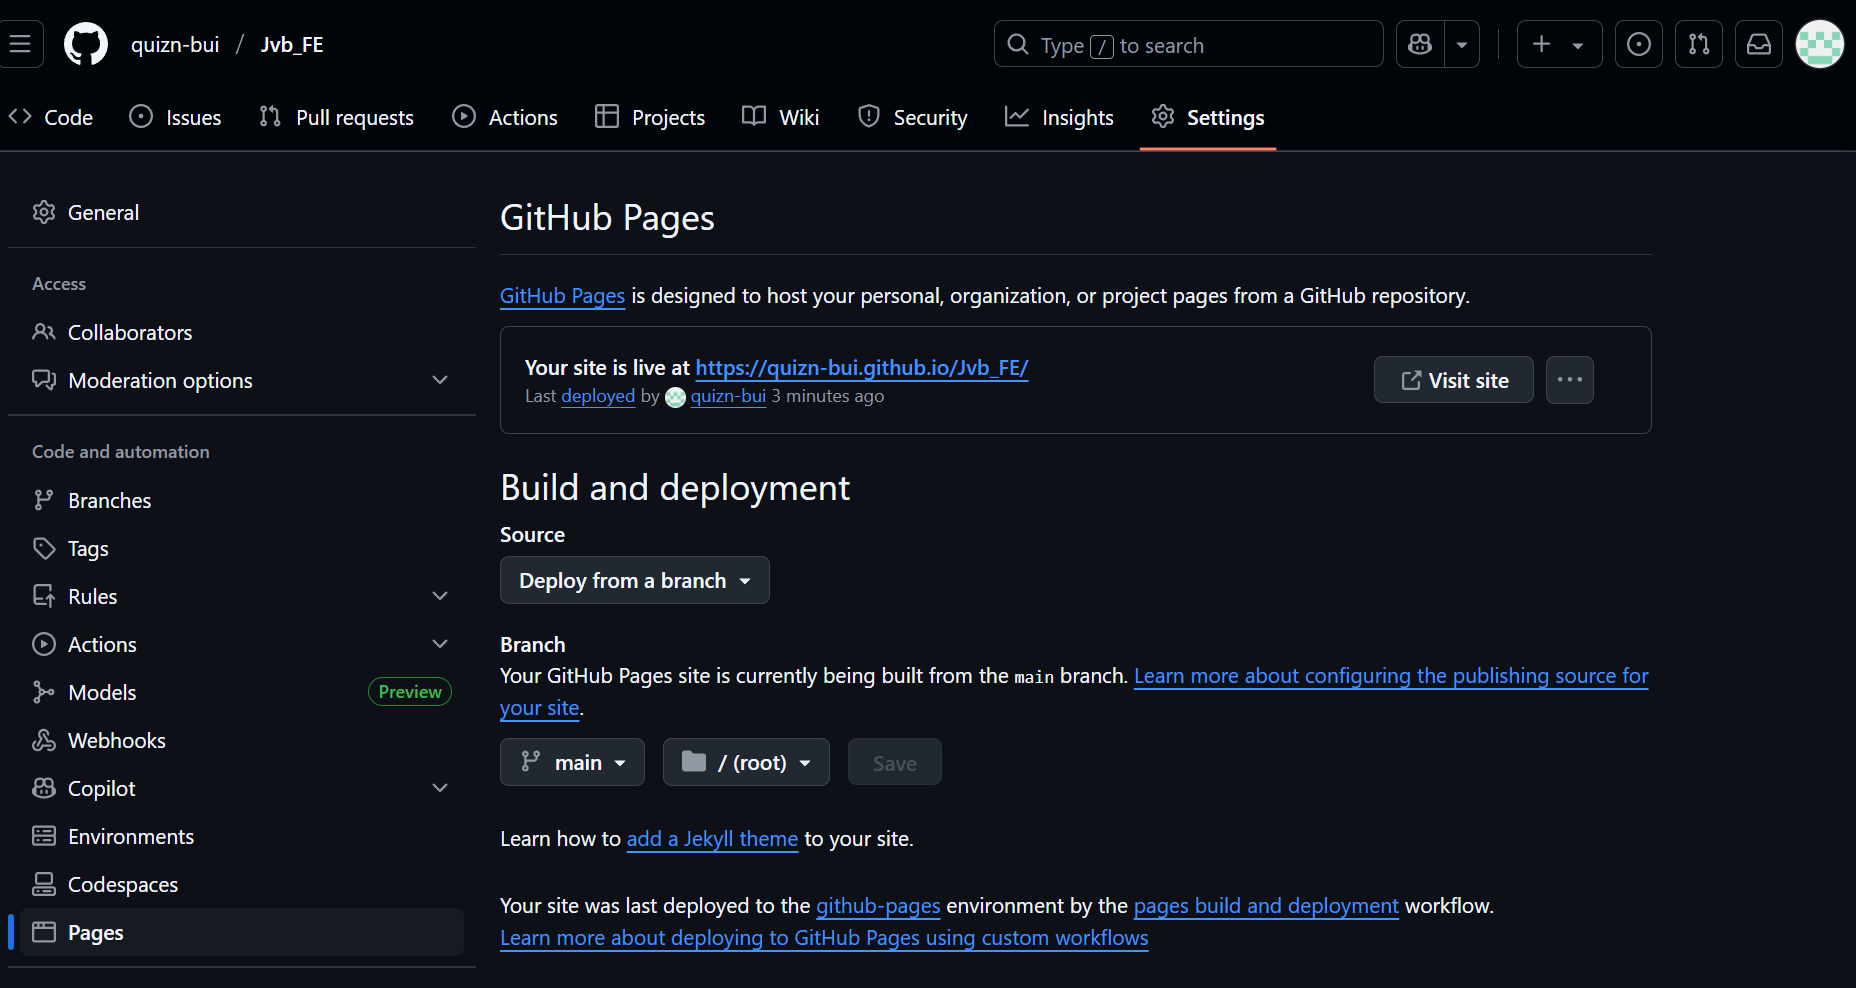 quizn-bui / Jvb_FE
Type / to search
Code
Issues
Pull requests
Actions
Projects
Wiki
Security
Insights
Settings
General
Access
Collaborators
Moderation options
Code and automation
Branches
Tags
Rules
Actions
Models
Preview
Webhooks
Copilot
Environments
Codespaces
Pages
GitHub Pages
GitHub Pages is designed to host your personal, organization, or project pages from a GitHub repository.
Your site is live at https://quizn-bui.github.io/Jvb_FE/
Last deployed by quizn-bui 3 minutes ago
Visit site
Build and deployment
Source
Deploy from a branch
Branch
Your GitHub Pages site is currently being built from the main branch. Learn more about configuring the publishing source for
your site.
main
/ (root)
Save
Learn how to add a Jekyll theme to your site.
Your site was last deployed to the github-pages environment by the pages build and deployment workflow.
Learn more about deploying to GitHub Pages using custom workflows